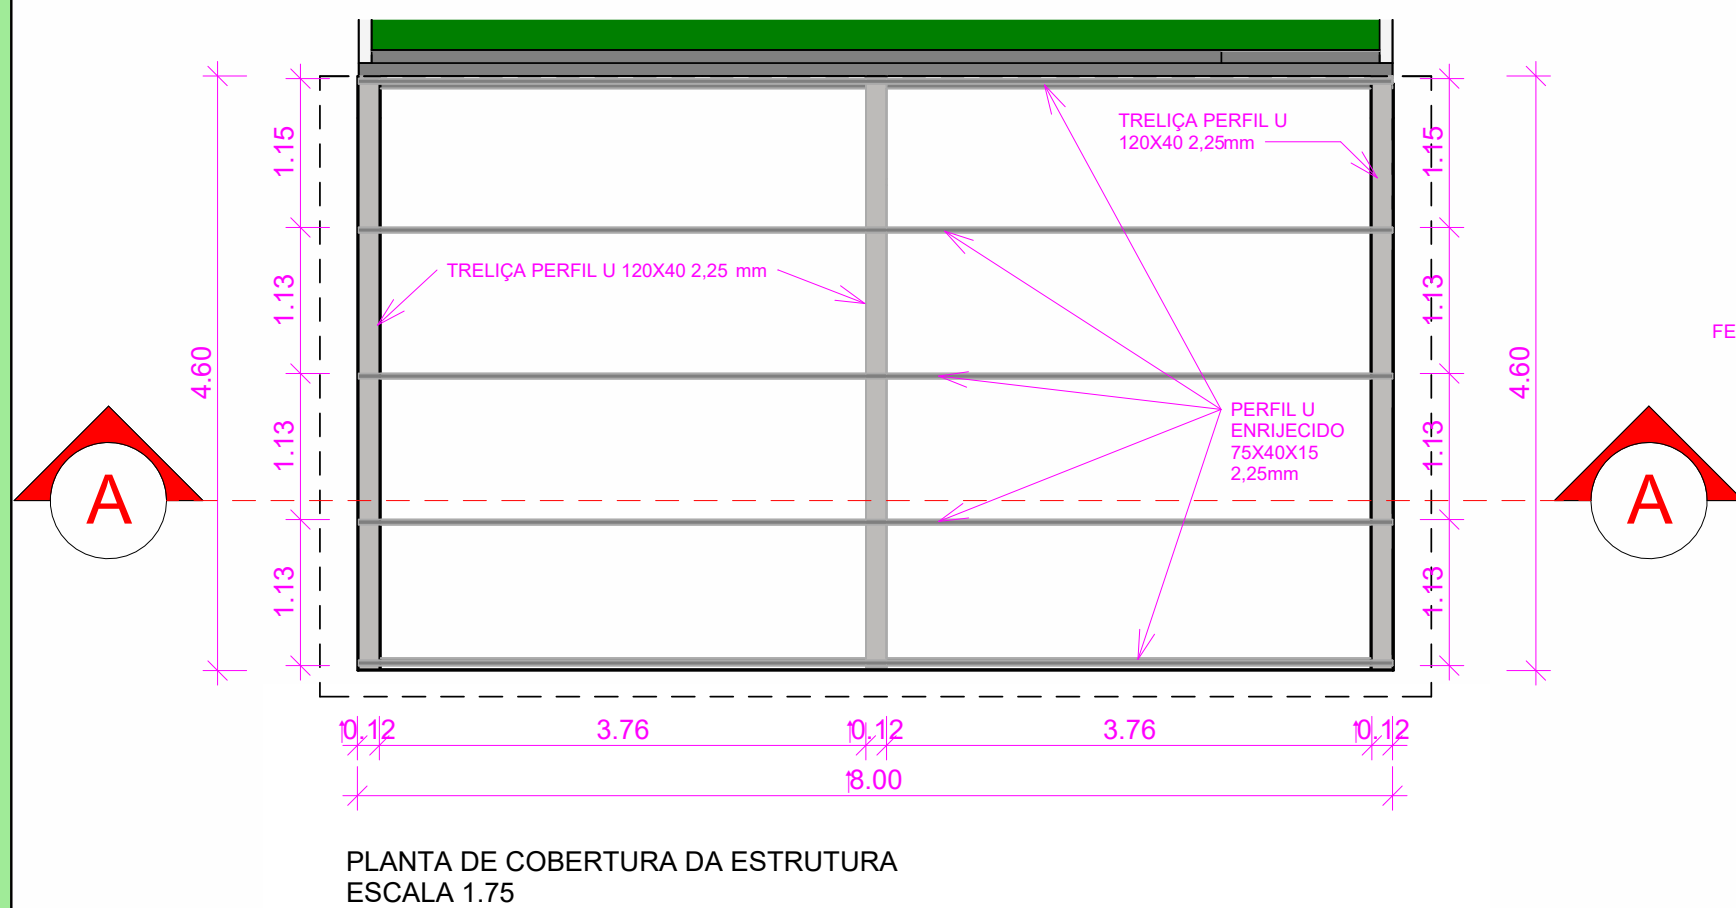 TRELIÇA PERFIL U
120X40 2,25mm
1.15
1.15
TRELIÇA PERFIL U 120X40 2,25 mm
1.13
1.13
FE
4.60
4.60
PERFIL U
ENRIJECIDO
75X40X15
2,25mm
1.13
1.13
A
A
1.13
1.13
0.12
3.76
0.12
3.76
0.12
8.00
PLANTA DE COBERTURA DA ESTRUTURA
ESCALA 1.75